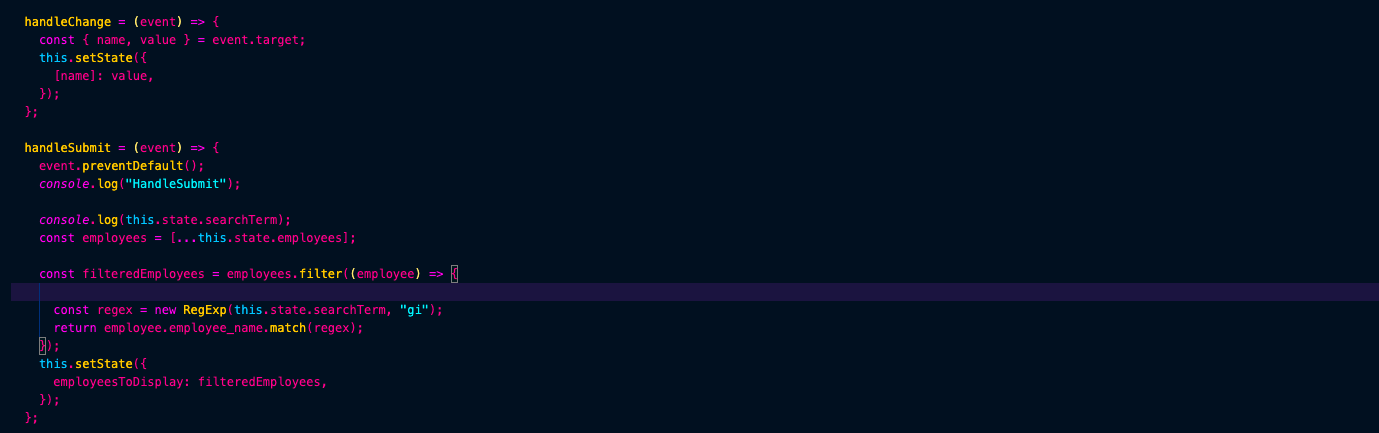 handleChange = (event) => {
  const { name, value } = event.target;
  this.setState({
    [name]: value,
  });
};
handleSubmit = (event) => {
  event.preventDefault();
  console.log("HandleSubmit");
  console.log(this.state.searchTerm);
  const employees = [...this.state.employees];
  const filteredEmployees = employees.filter((employee) => {
    const regex = new RegExp(this.state.searchTerm, "gi");
    return employee.employee_name.match(regex);
  });
  this.setState({
    employeesToDisplay: filteredEmployees,
  });
};